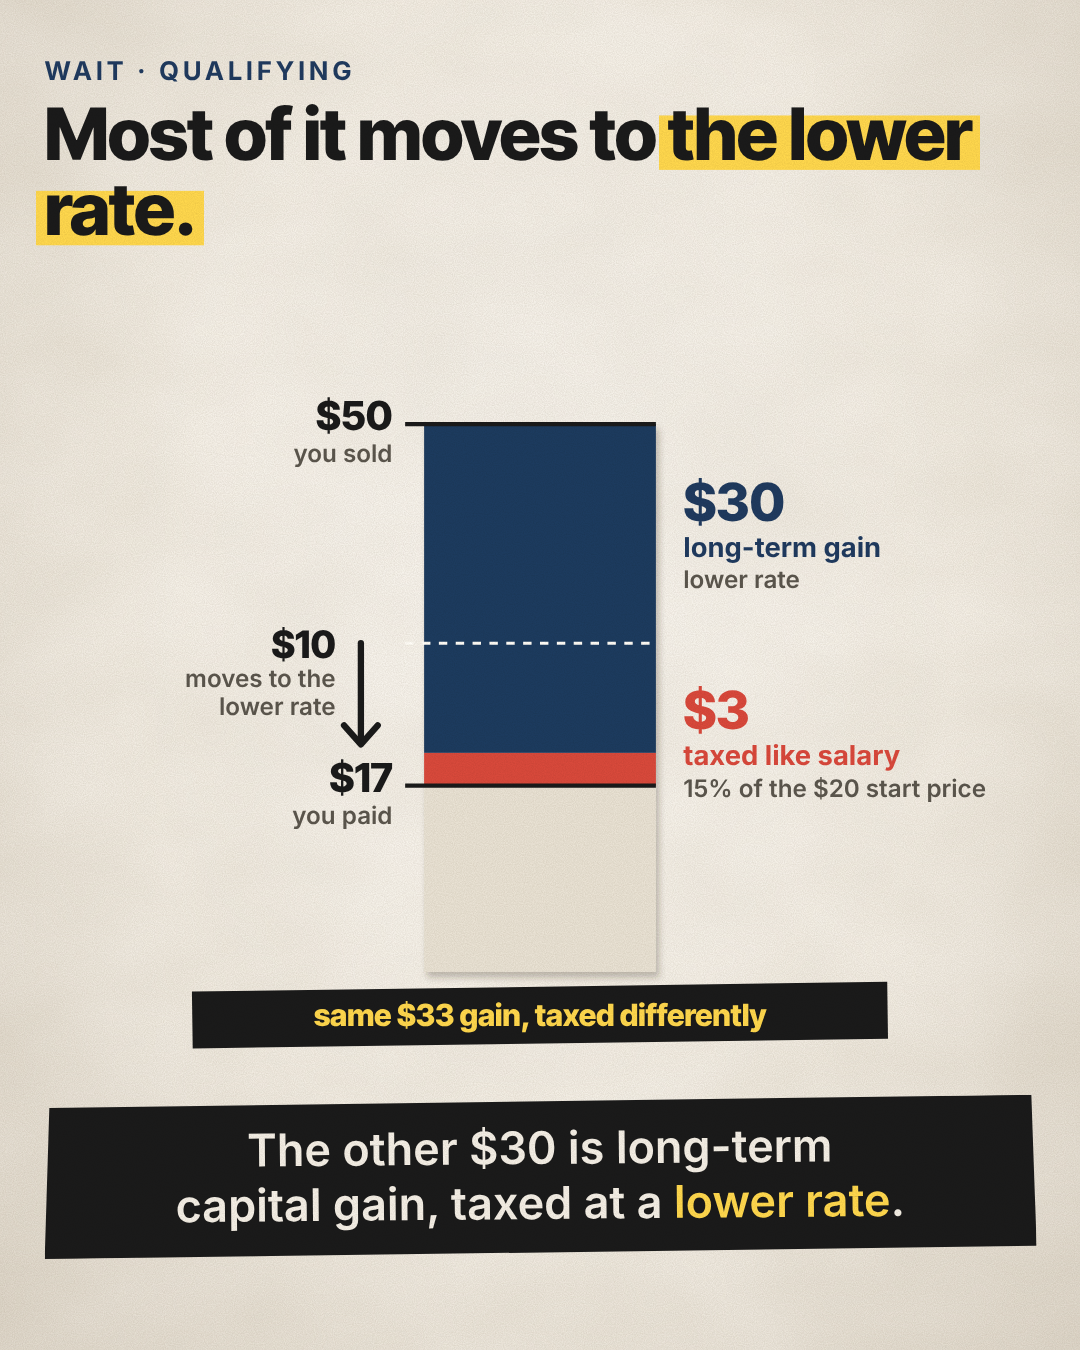 WAIT · QUALIFYING
Most of it moves to the lower
rate.
$50
you sold
$30
long-term gain
lower rate
$10
moves to the
lower rate
$3
taxed like salary
15% of the $20 start price
$17
you paid
same $33 gain, taxed differently
The other $30 is long-term
capital gain, taxed at a lower rate.